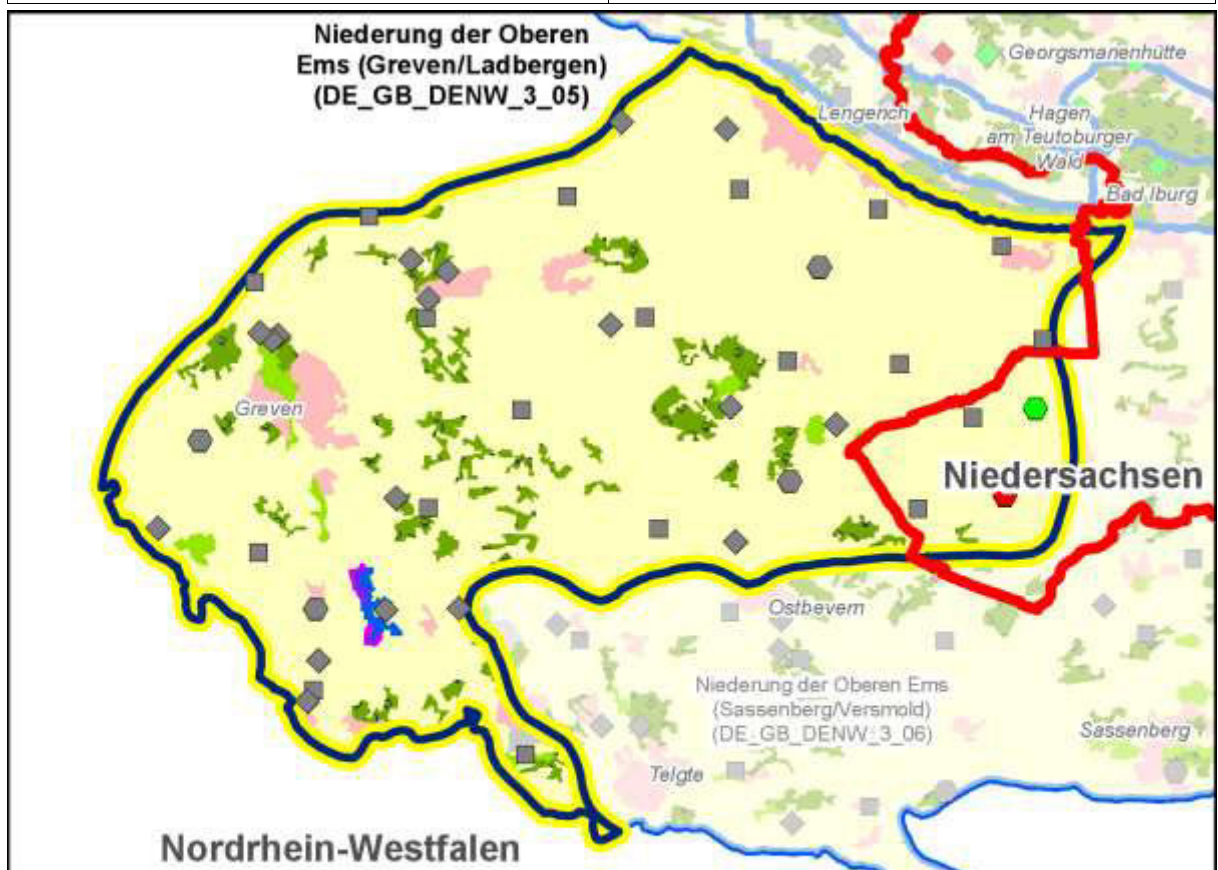 Niederung der Oberen
Ems (Greven/Ladbergen)
(DE_GB_DENW_3_05)
Georgsmarienhütte
Lengerich
Hagen
am Teutoburger
Wald
Bad Iburg
Greven
Niedersachsen
Ostbevern
Niederung der Oberen Ems
(Sassenberg/Versmold)
(DE_GB_DENW_3_06)
Sassenberg
Telgte
Nordrhein-Westfalen